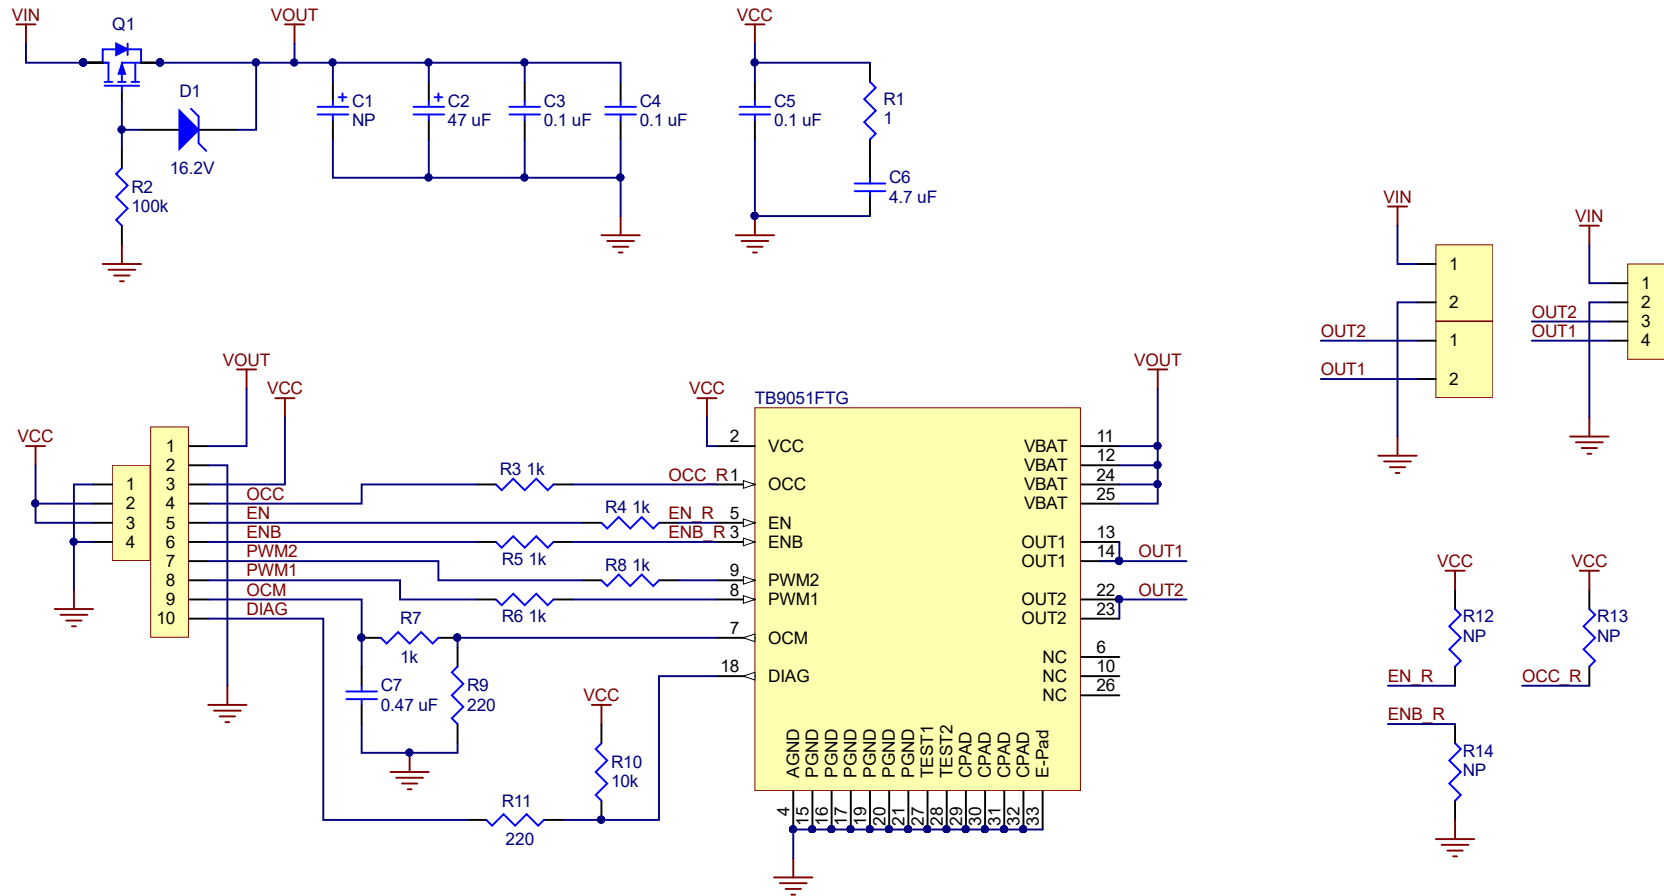 VIN
Q1
VOUT
D1
16.2V
R2
100k
C1
NP
C2
47 uF
C3
0.1 uF
C4
0.1 uF
+
+
VCC
C5
0.1 uF
R1
1
C6
4.7 uF
VIN
1
2
OUT2
1
OUT1
2
VIN
1
2
OUT2
3
OUT1
4
VOUT
VCC
VCC
1
2
3
4
1
2
3
4
5
6
7
8
9
10
OCC
EN
ENB
PWM2
PWM1
OCM
DIAG
R3 1k
R4 1k
R5 1k
R8 1k
R6 1k
R7
1k
C7
0.47 uF
R9
220
VCC
R10
10k
R11
220
VCC
TB9051FTG
2 VCC
OCC_R 1 OCC
EN_R 5 EN
ENB_R 3 ENB
9 PWM2
8 PWM1
7 OCM
18 DIAG
VOUT
VBAT 11
VBAT 12
VBAT 24
VBAT 25
OUT1 13
OUT1 14 OUT1
OUT2 22 OUT2
OUT2 23
NC 6
NC 10
NC 26
AGND
PGND
PGND
PGND
PGND
PGND
PGND
TEST1
TEST2
CPAD
CPAD
CPAD
CPAD
E-Pad
4
15
16
17
19
20
21
27
28
29
30
31
32
33
VCC
R12
NP
EN_R
VCC
R13
NP
OCC_R
ENB_R
R14
NP